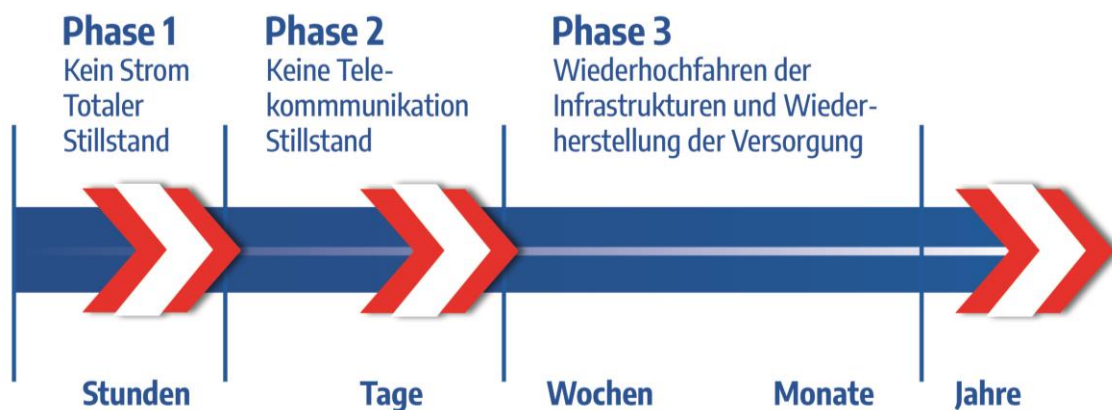 Phase 1
Kein Strom
Totaler
Stillstand
Phase 2
Keine Tele-
kommmunikation
Stillstand
Phase 3
Wiederhochfahren der
Infrastrukturen und Wieder-
herstellung der Versorgung
Stunden
Tage
Wochen
Monate
Jahre